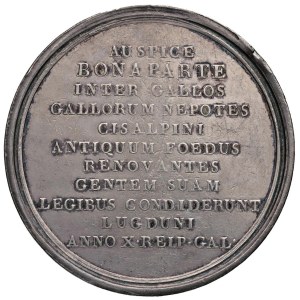 AUSPICE
BONAPARTE
INTER GALLOS
GALLORUM NEPOTES
CISALPINI
ANTIQUUM FOEDUS
RENOVANTES
GENTEM SUAM
LEGIBUS CONDIDERUNT
LUGDUNI
ANNO X·REIP·GAL·